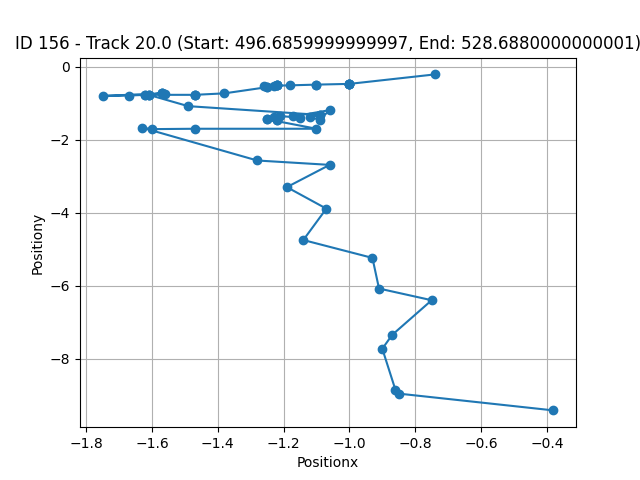 ID 156 - Track 20.0 (Start: 496.6859999999997, End: 528.6880000000001)
0
−2
−4
−6
−8
Positiony
−1.8 −1.6 −1.4 −1.2 −1.0 −0.8 −0.6 −0.4
Positionx